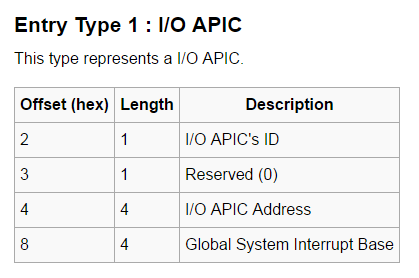 Entry Type 1 : I/O APIC
This type represents a I/O APIC.
Offset (hex) Length Description
2 1 I/O APIC's ID
3 1 Reserved (0)
4 4 I/O APIC Address
8 4 Global System Interrupt Base